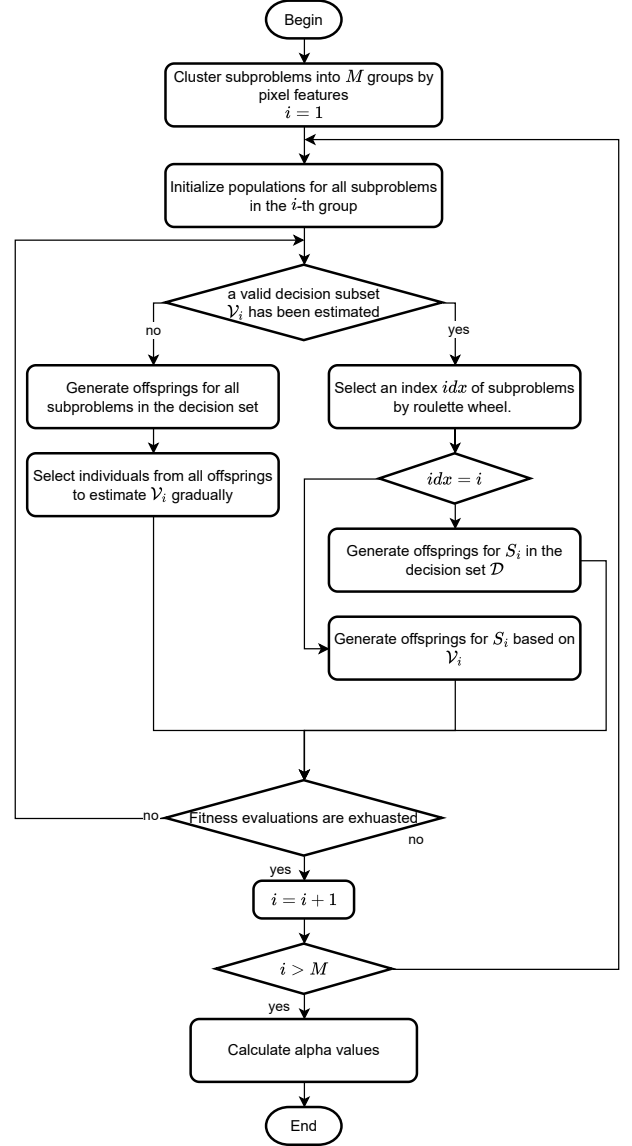 Begin
Cluster subproblems into M groups by
pixel features
i = 1
Initialize populations for all subproblems
in the i-th group
a valid decision subset
𝒱ᵢ has been estimated
no
yes
Generate offsprings for all
subproblems in the decision set
Select an index idx of subproblems
by roulette wheel.
Select individuals from all offsprings
to estimate 𝒱ᵢ gradually
idx = i
Generate offsprings for Sᵢ in the
decision set 𝒟
Generate offsprings for Sᵢ based on
𝒱ᵢ
no
Fitness evaluations are exhuasted
no
yes
i = i + 1
i > M
yes
Calculate alpha values
End